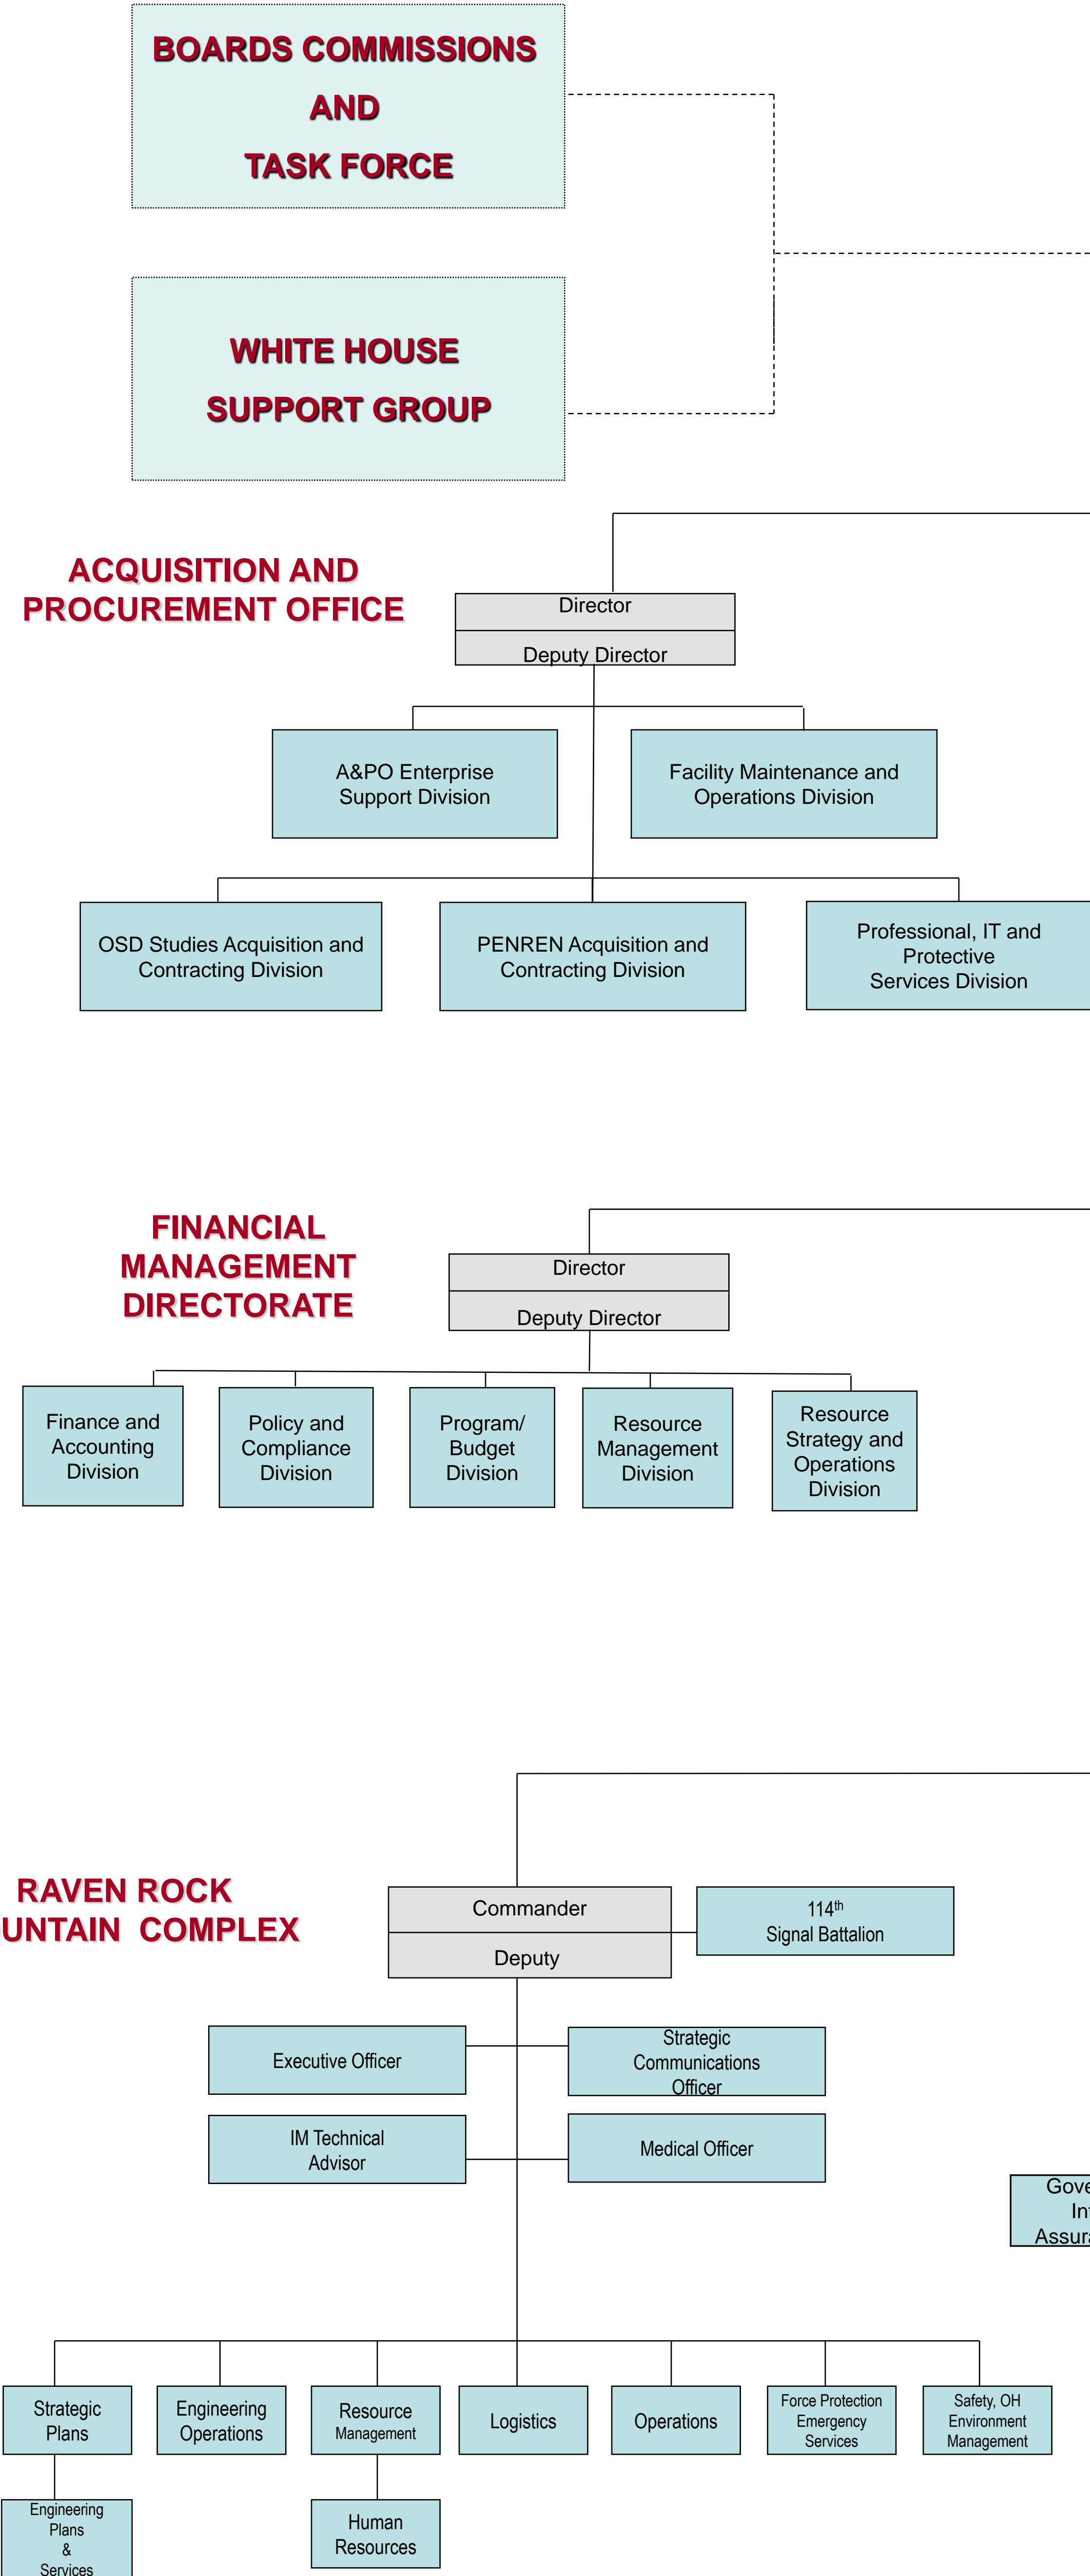 BOARDS COMMISSIONS
AND
TASK FORCE
WHITE HOUSE
SUPPORT GROUP
ACQUISITION AND
PROCUREMENT OFFICE
Director
Deputy Director
A&PO Enterprise
Support Division
Facility Maintenance and
Operations Division
OSD Studies Acquisition and
Contracting Division
PENREN Acquisition and
Contracting Division
Professional, IT and
Protective
Services Division
FINANCIAL
MANAGEMENT
DIRECTORATE
Director
Deputy Director
Finance and
Accounting
Division
Policy and
Compliance
Division
Program/
Budget
Division
Resource
Management
Division
Resource
Strategy and
Operations
Division
RAVEN ROCK
COMPLEX
Commander
Deputy
114th
Signal Battalion
Executive Officer
Strategic
Communications
Officer
IM Technical
Advisor
Medical Officer
Strategic
Plans
Engineering
Operations
Resource
Management
Logistics
Operations
Force Protection
Emergency
Services
Safety, OH
Environment
Management
Engineering
Plans
&
Services
Human
Resources